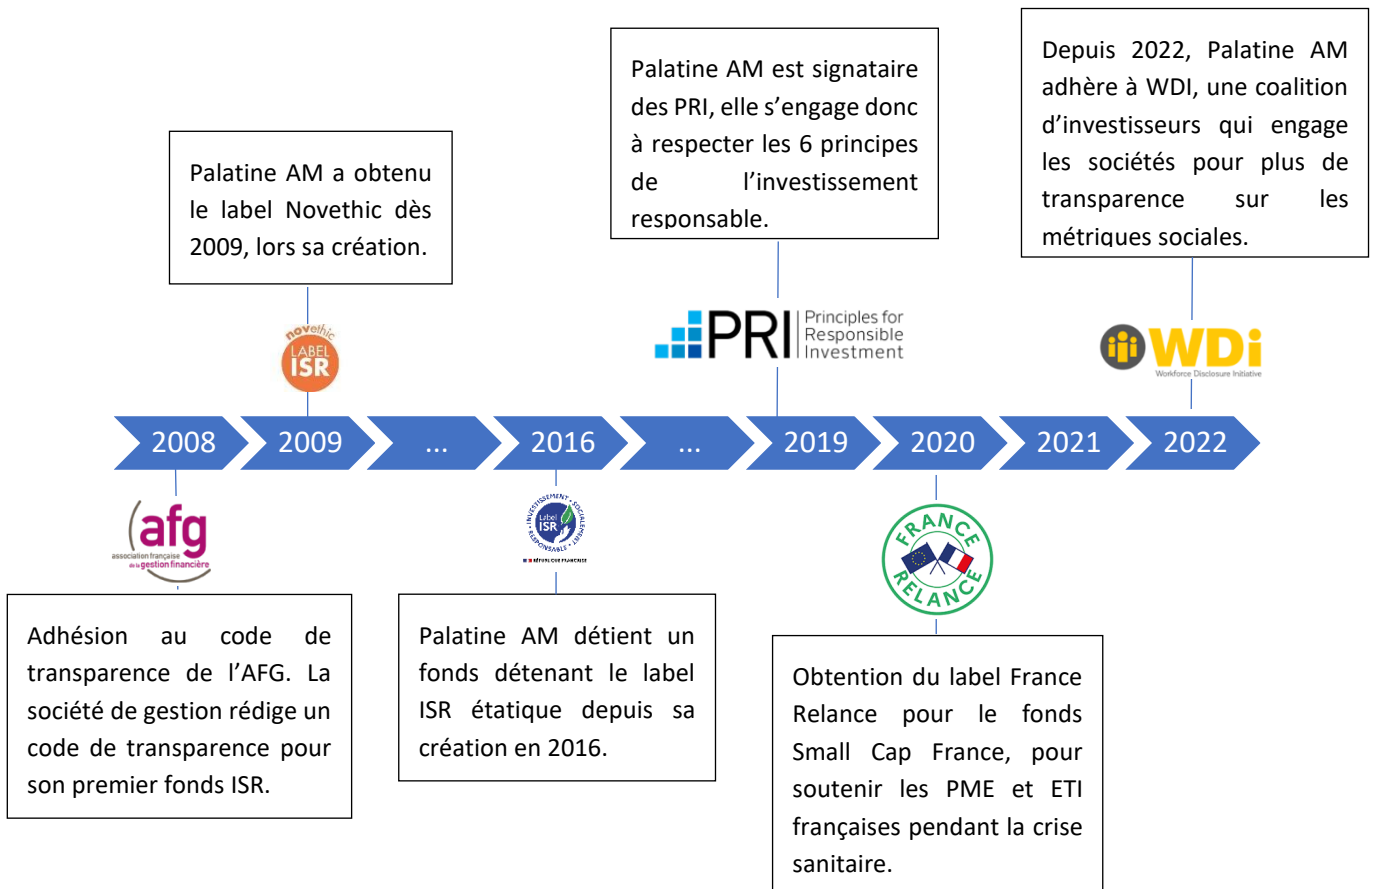 Depuis 2022, Palatine AM
adhère à WDI, une coalition
d'investisseurs qui engage
les sociétés pour plus de
transparence sur les
métriques sociales.
Palatine AM est signataire
des PRI, elle s'engage donc
à respecter les 6 principes
de l'investissement
responsable.
Palatine AM a obtenu
le label Novethic dès
2009, lors sa création.
novethic
LABEL
ISR
PRI
Principles for
Responsible
Investment
WDi
Workforce Disclosure Initiative
2008
2009
...
2016
...
2019
2020
2021
2022
afg
association française
de la gestion financière
INVESTISSEMENT • SOCIALEMENT
RESPONSABLE •
Label
ISR
RÉPUBLIQUE FRANÇAISE
FRANCE
RELANCE
Adhésion au code de
transparence de l'AFG. La
société de gestion rédige un
code de transparence pour
son premier fonds ISR.
Palatine AM détient un
fonds détenant le label
ISR étatique depuis sa
création en 2016.
Obtention du label France
Relance pour le fonds
Small Cap France, pour
soutenir les PME et ETI
françaises pendant la crise
sanitaire.